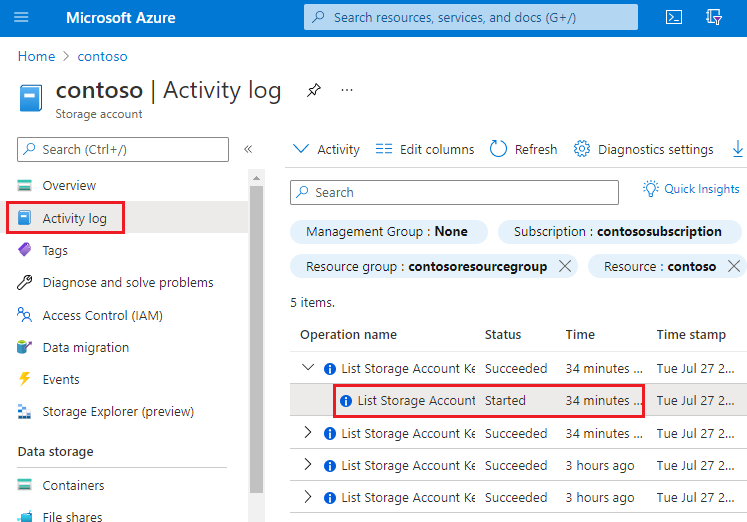 Microsoft Azure
Search resources, services, and docs (G+/)
Home > contoso
contoso | Activity log
...
Storage account
Search (Ctrl+/)
«
Overview
Activity log
Tags
Diagnose and solve problems
Access Control (IAM)
Data migration
Events
Storage Explorer (preview)
Data storage
Containers
File shares
Activity
Edit columns
Refresh
Diagnostics settings
Search
Quick Insights
Management Group : None
Subscription : contososubscription
Resource group : contosoresourcegroup
Resource : contoso
5 items.
Operation name Status Time Time stamp
List Storage Account Ke Succeeded 34 minutes ... Tue Jul 27 2...
List Storage Account Started 34 minutes ... Tue Jul 27 2...
List Storage Account Ke Succeeded 34 minutes ... Tue Jul 27 2...
List Storage Account Ke Succeeded 3 hours ago Tue Jul 27 2...
List Storage Account Ke Succeeded 3 hours ago Tue Jul 27 2...